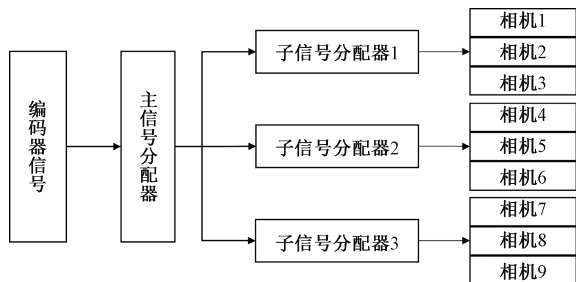 编码器信号
主信号分配器
子信号分配器1
子信号分配器2
子信号分配器3
相机1
相机2
相机3
相机4
相机5
相机6
相机7
相机8
相机9